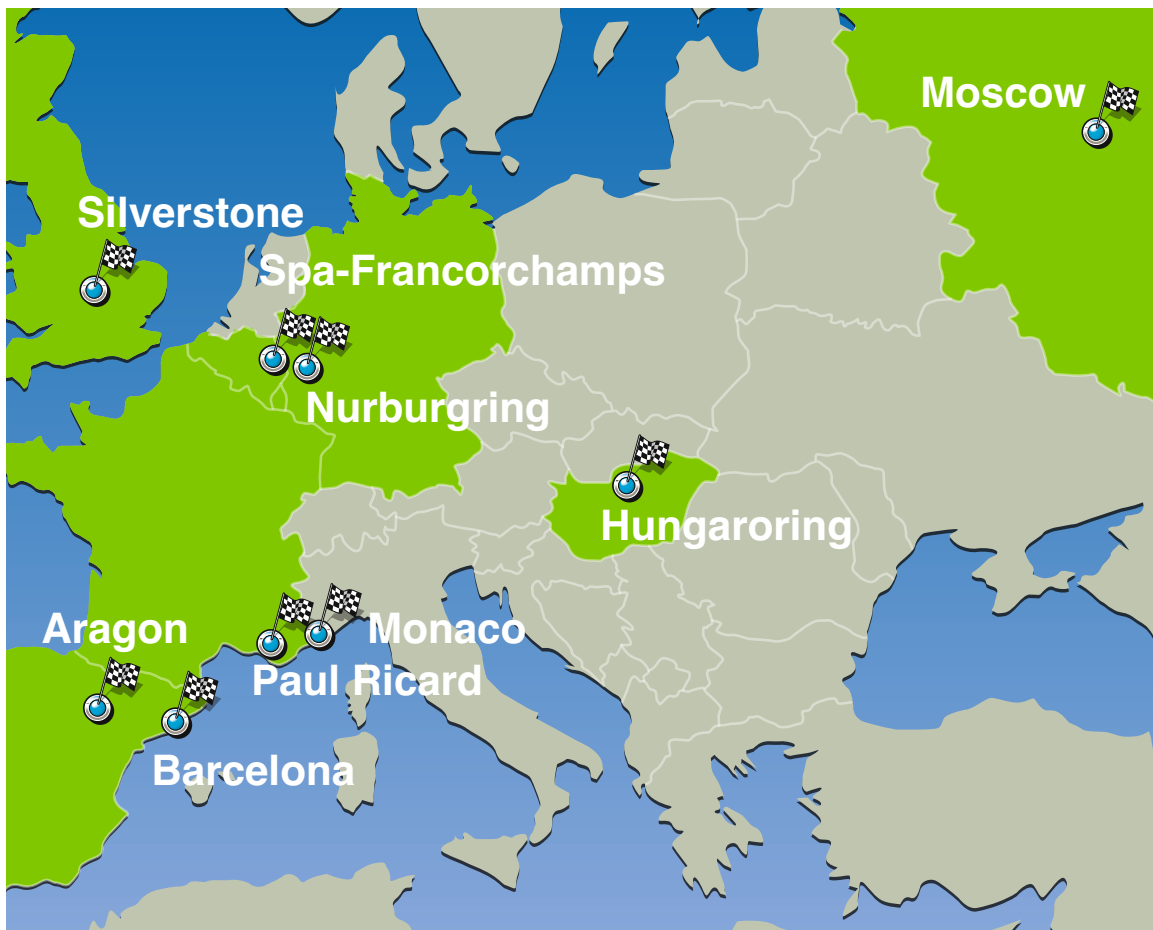 Moscow
Silverstone
Spa-Francorchamps
Nurburgring
Hungaroring
Aragon
Monaco
Paul Ricard
Barcelona